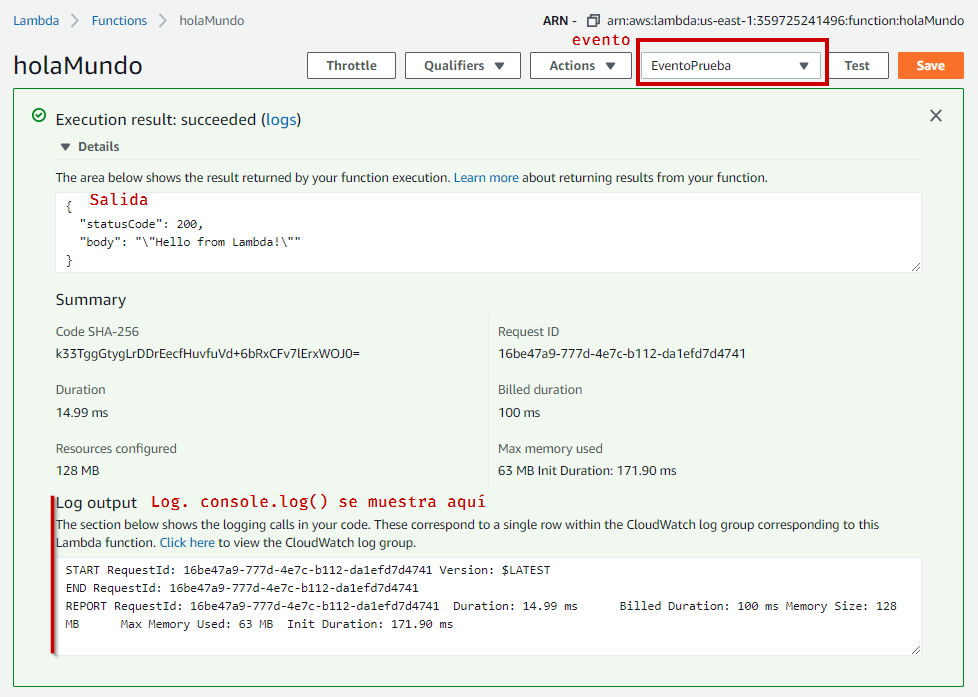 Lambda > Functions > holaMundo ARN - arn:aws:lambda:us-east-1:359725241496:function:holaMundo
evento
holaMundo Throttle Qualifiers Actions EventoPrueba Test Save
Execution result: succeeded (logs)
Details
The area below shows the result returned by your function execution. Learn more about returning results from your function.
Salida
{
"statusCode": 200,
"body": "\"Hello from Lambda!\""
}
Summary
Code SHA-256 Request ID
k33TggGtygLrDDrEecfHuvfuVd+6bRxCFv7lErxWOJ0= 16be47a9-777d-4e7c-b112-da1efd7d4741
Duration Billed duration
14.99 ms 100 ms
Resources configured Max memory used
128 MB 63 MB Init Duration: 171.90 ms
Log output Log. console.log() se muestra aquí
The section below shows the logging calls in your code. These correspond to a single row within the CloudWatch log group corresponding to this
Lambda function. Click here to view the CloudWatch log group.
START RequestId: 16be47a9-777d-4e7c-b112-da1efd7d4741 Version: $LATEST
END RequestId: 16be47a9-777d-4e7c-b112-da1efd7d4741
REPORT RequestId: 16be47a9-777d-4e7c-b112-da1efd7d4741 Duration: 14.99 ms Billed Duration: 100 ms Memory Size: 128
MB Max Memory Used: 63 MB Init Duration: 171.90 ms